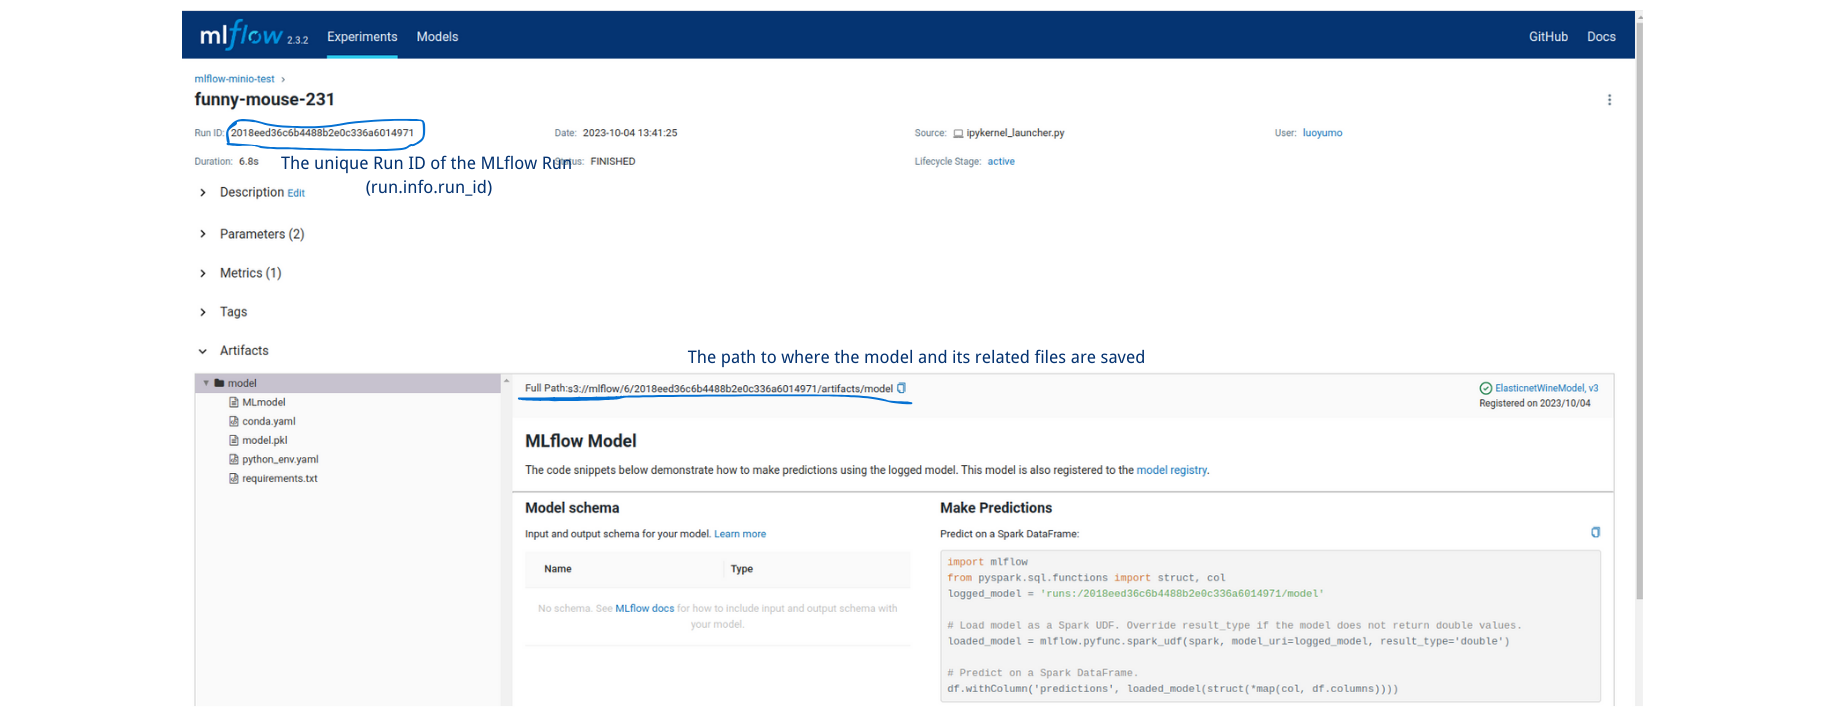 mlflow 2.3.2 Experiments Models GitHub Docs
mlflow-minio-test ›
funny-mouse-231
Run ID: 2018eed36c6b4488b2e0c336a6014971 Date: 2023-10-04 13:41:25 Source: ipykernel_launcher.py User: luoyumo
Duration: 6.8s The unique Run ID of the MLflow Run Status: FINISHED Lifecycle Stage: active
(run.info.run_id)
Description Edit
Parameters (2)
Metrics (1)
Tags
Artifacts
The path to where the model and its related files are saved
model
MLmodel
conda.yaml
model.pkl
python_env.yaml
requirements.txt
Full Path:s3://mlflow/6/2018eed36c6b4488b2e0c336a6014971/artifacts/model
ElasticnetWineModel, v3
Registered on 2023/10/04
MLflow Model
The code snippets below demonstrate how to make predictions using the logged model. This model is also registered to the model registry.
Model schema
Input and output schema for your model. Learn more
Name Type
No schema. See MLflow docs for how to include input and output schema with
your model.
Make Predictions
Predict on a Spark DataFrame:
import mlflow
from pyspark.sql.functions import struct, col
logged_model = 'runs:/2018eed36c6b4488b2e0c336a6014971/model'
# Load model as a Spark UDF. Override result_type if the model does not return double values.
loaded_model = mlflow.pyfunc.spark_udf(spark, model_uri=logged_model, result_type='double')
# Predict on a Spark DataFrame.
df.withColumn('predictions', loaded_model(struct(*map(col, df.columns))))